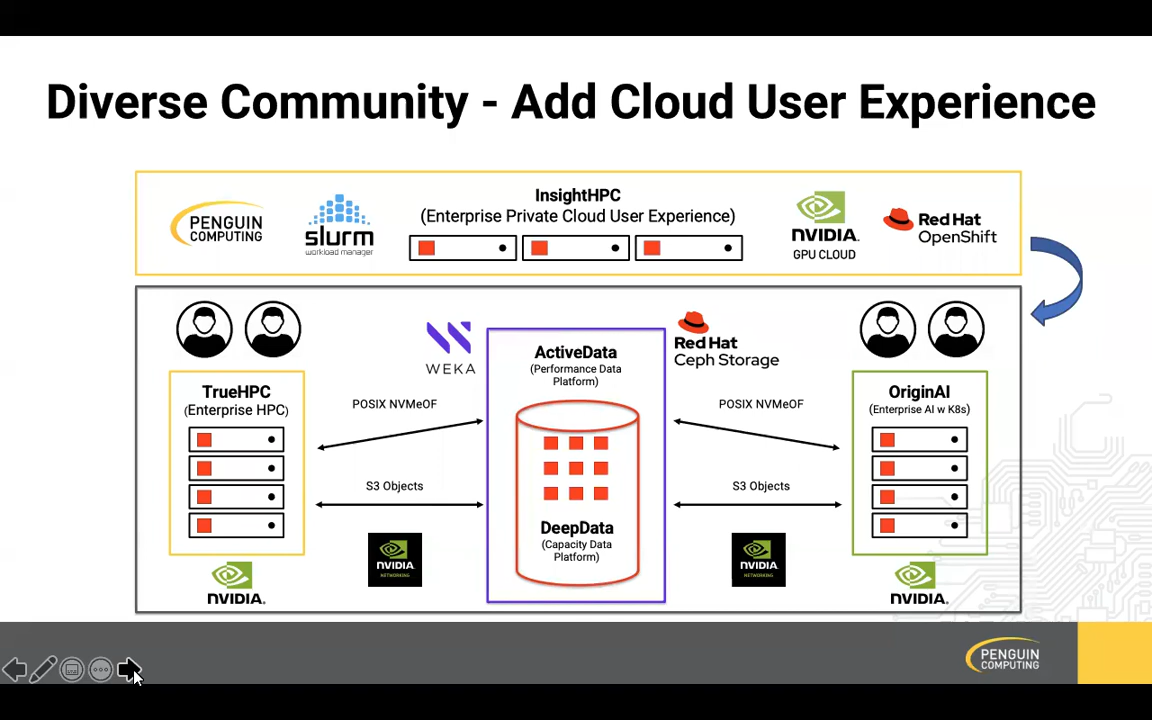 Diverse Community - Add Cloud User Experience
InsightHPC
(Enterprise Private Cloud User Experience)
PENGUIN
COMPUTING
slurm
workload manager
NVIDIA.
GPU CLOUD
Red Hat
OpenShift
WEKA
Red Hat
Ceph Storage
TrueHPC
(Enterprise HPC)
POSIX NVMeOF
S3 Objects
NVIDIA.
NETWORKING
NVIDIA.
ActiveData
(Performance Data
Platform)
DeepData
(Capacity Data
Platform)
POSIX NVMeOF
S3 Objects
NVIDIA.
NETWORKING
OriginAI
(Enterprise AI w K8s)
NVIDIA.
PENGUIN
COMPUTING